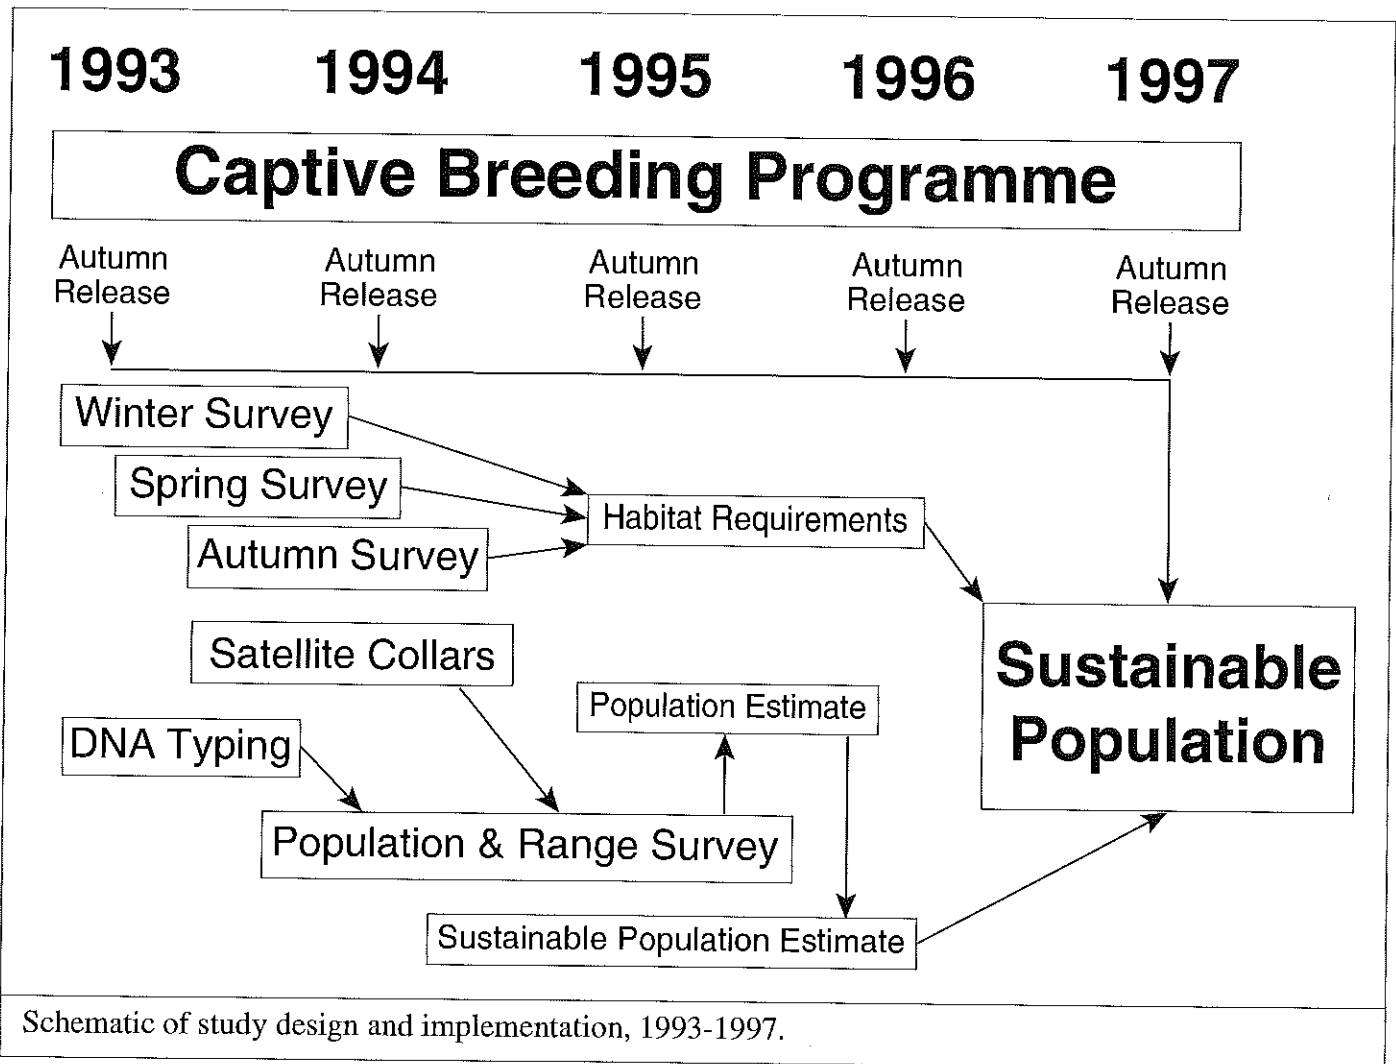 1993 1994 1995 1996 1997
Captive Breeding Programme
Autumn Autumn Autumn Autumn Autumn
Release Release Release Release Release
Winter Survey
Spring Survey
Habitat Requirements
Autumn Survey
Satellite Collars
Sustainable
Population
Population Estimate
DNA Typing
Population & Range Survey
Sustainable Population Estimate
Schematic of study design and implementation, 1993-1997.